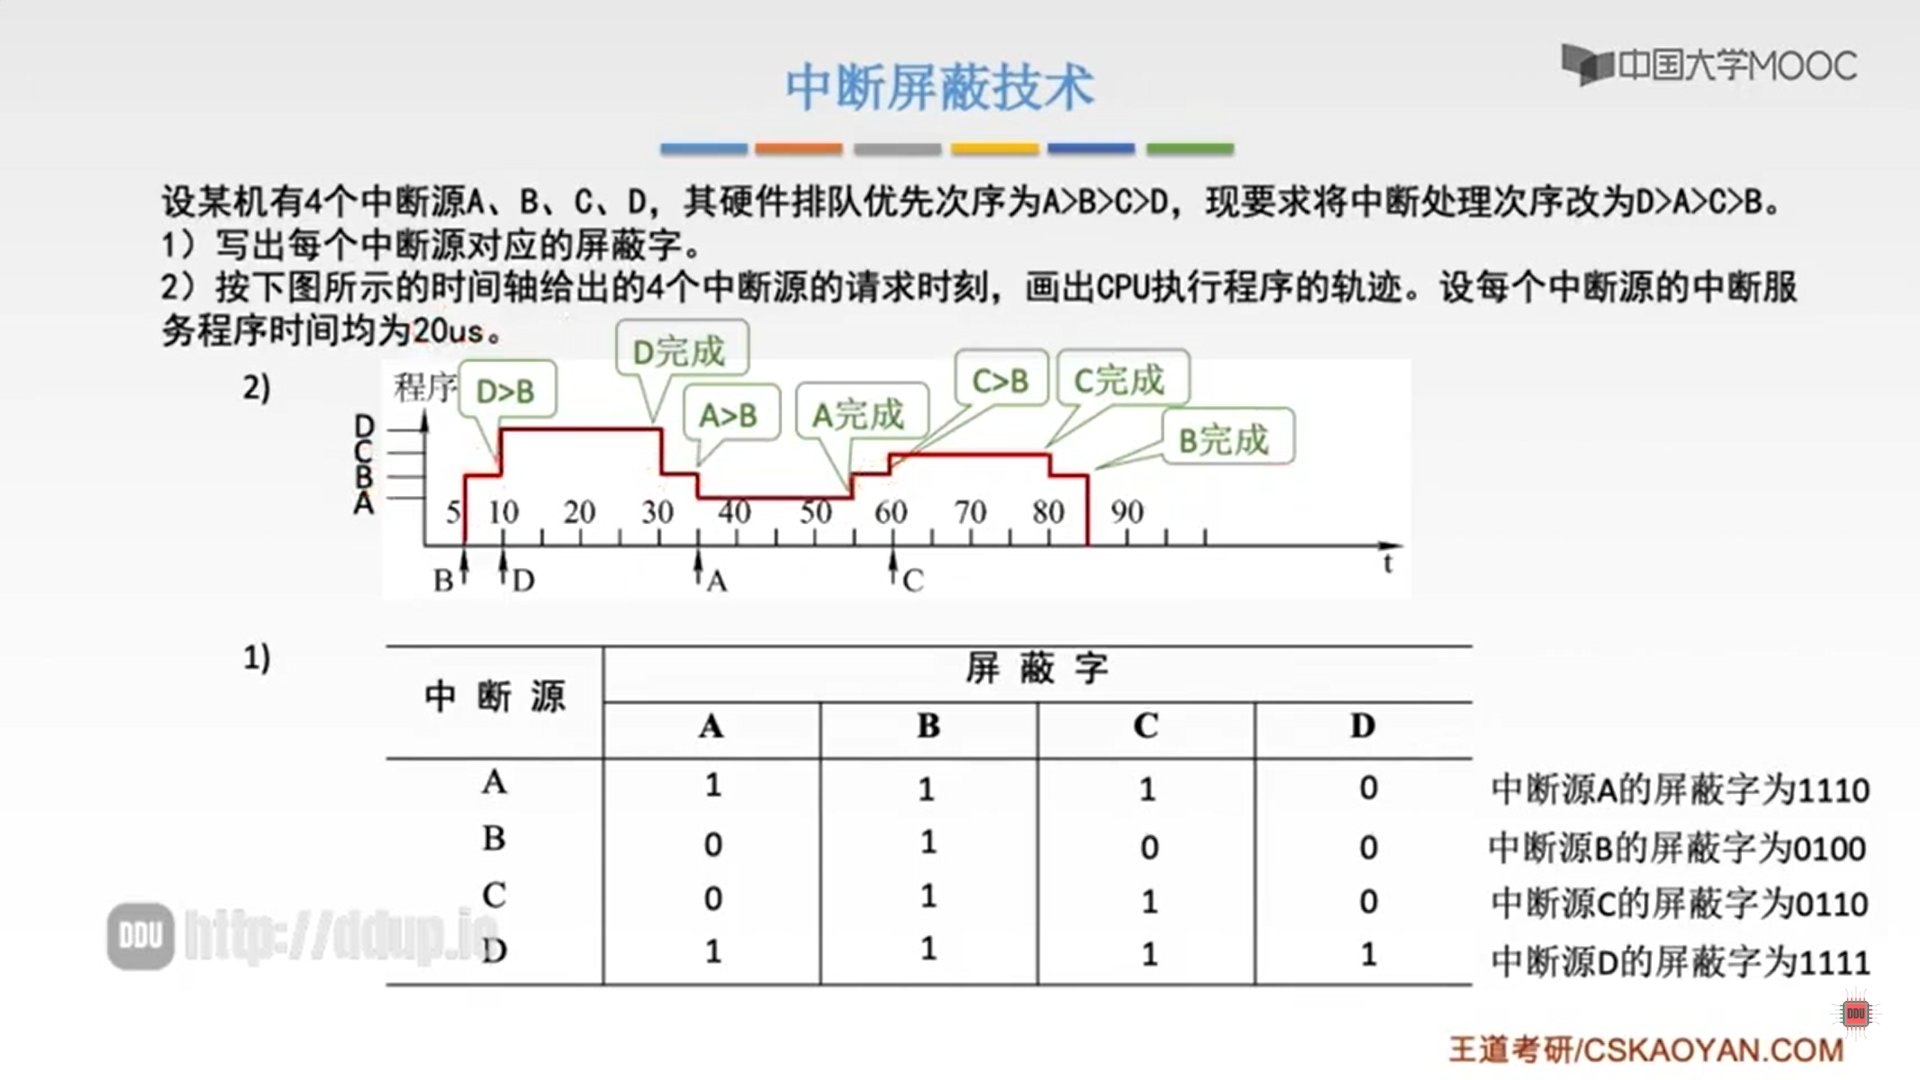 中断屏蔽技术
中国大学MOOC
设某机有4个中断源A、B、C、D，其硬件排队优先次序为A>B>C>D，现要求将中断处理次序改为D>A>C>B。
1）写出每个中断源对应的屏蔽字。
2）按下图所示的时间轴给出的4个中断源的请求时刻，画出CPU执行程序的轨迹。设每个中断源的中断服
务程序时间均为20us。
2)
程序
D>B
D完成
A>B
A完成
C>B
C完成
B完成
D
C
B
A
5 10 20 30 40 50 60 70 80 90
t
B D A C
1)
中断源 屏蔽字
A B C D
A 1 1 1 0 中断源A的屏蔽字为1110
B 0 1 0 0 中断源B的屏蔽字为0100
C 0 1 1 0 中断源C的屏蔽字为0110
D 1 1 1 1 中断源D的屏蔽字为1111
DDU http://ddup.io
DDU
王道考研/CSKAOYAN.COM